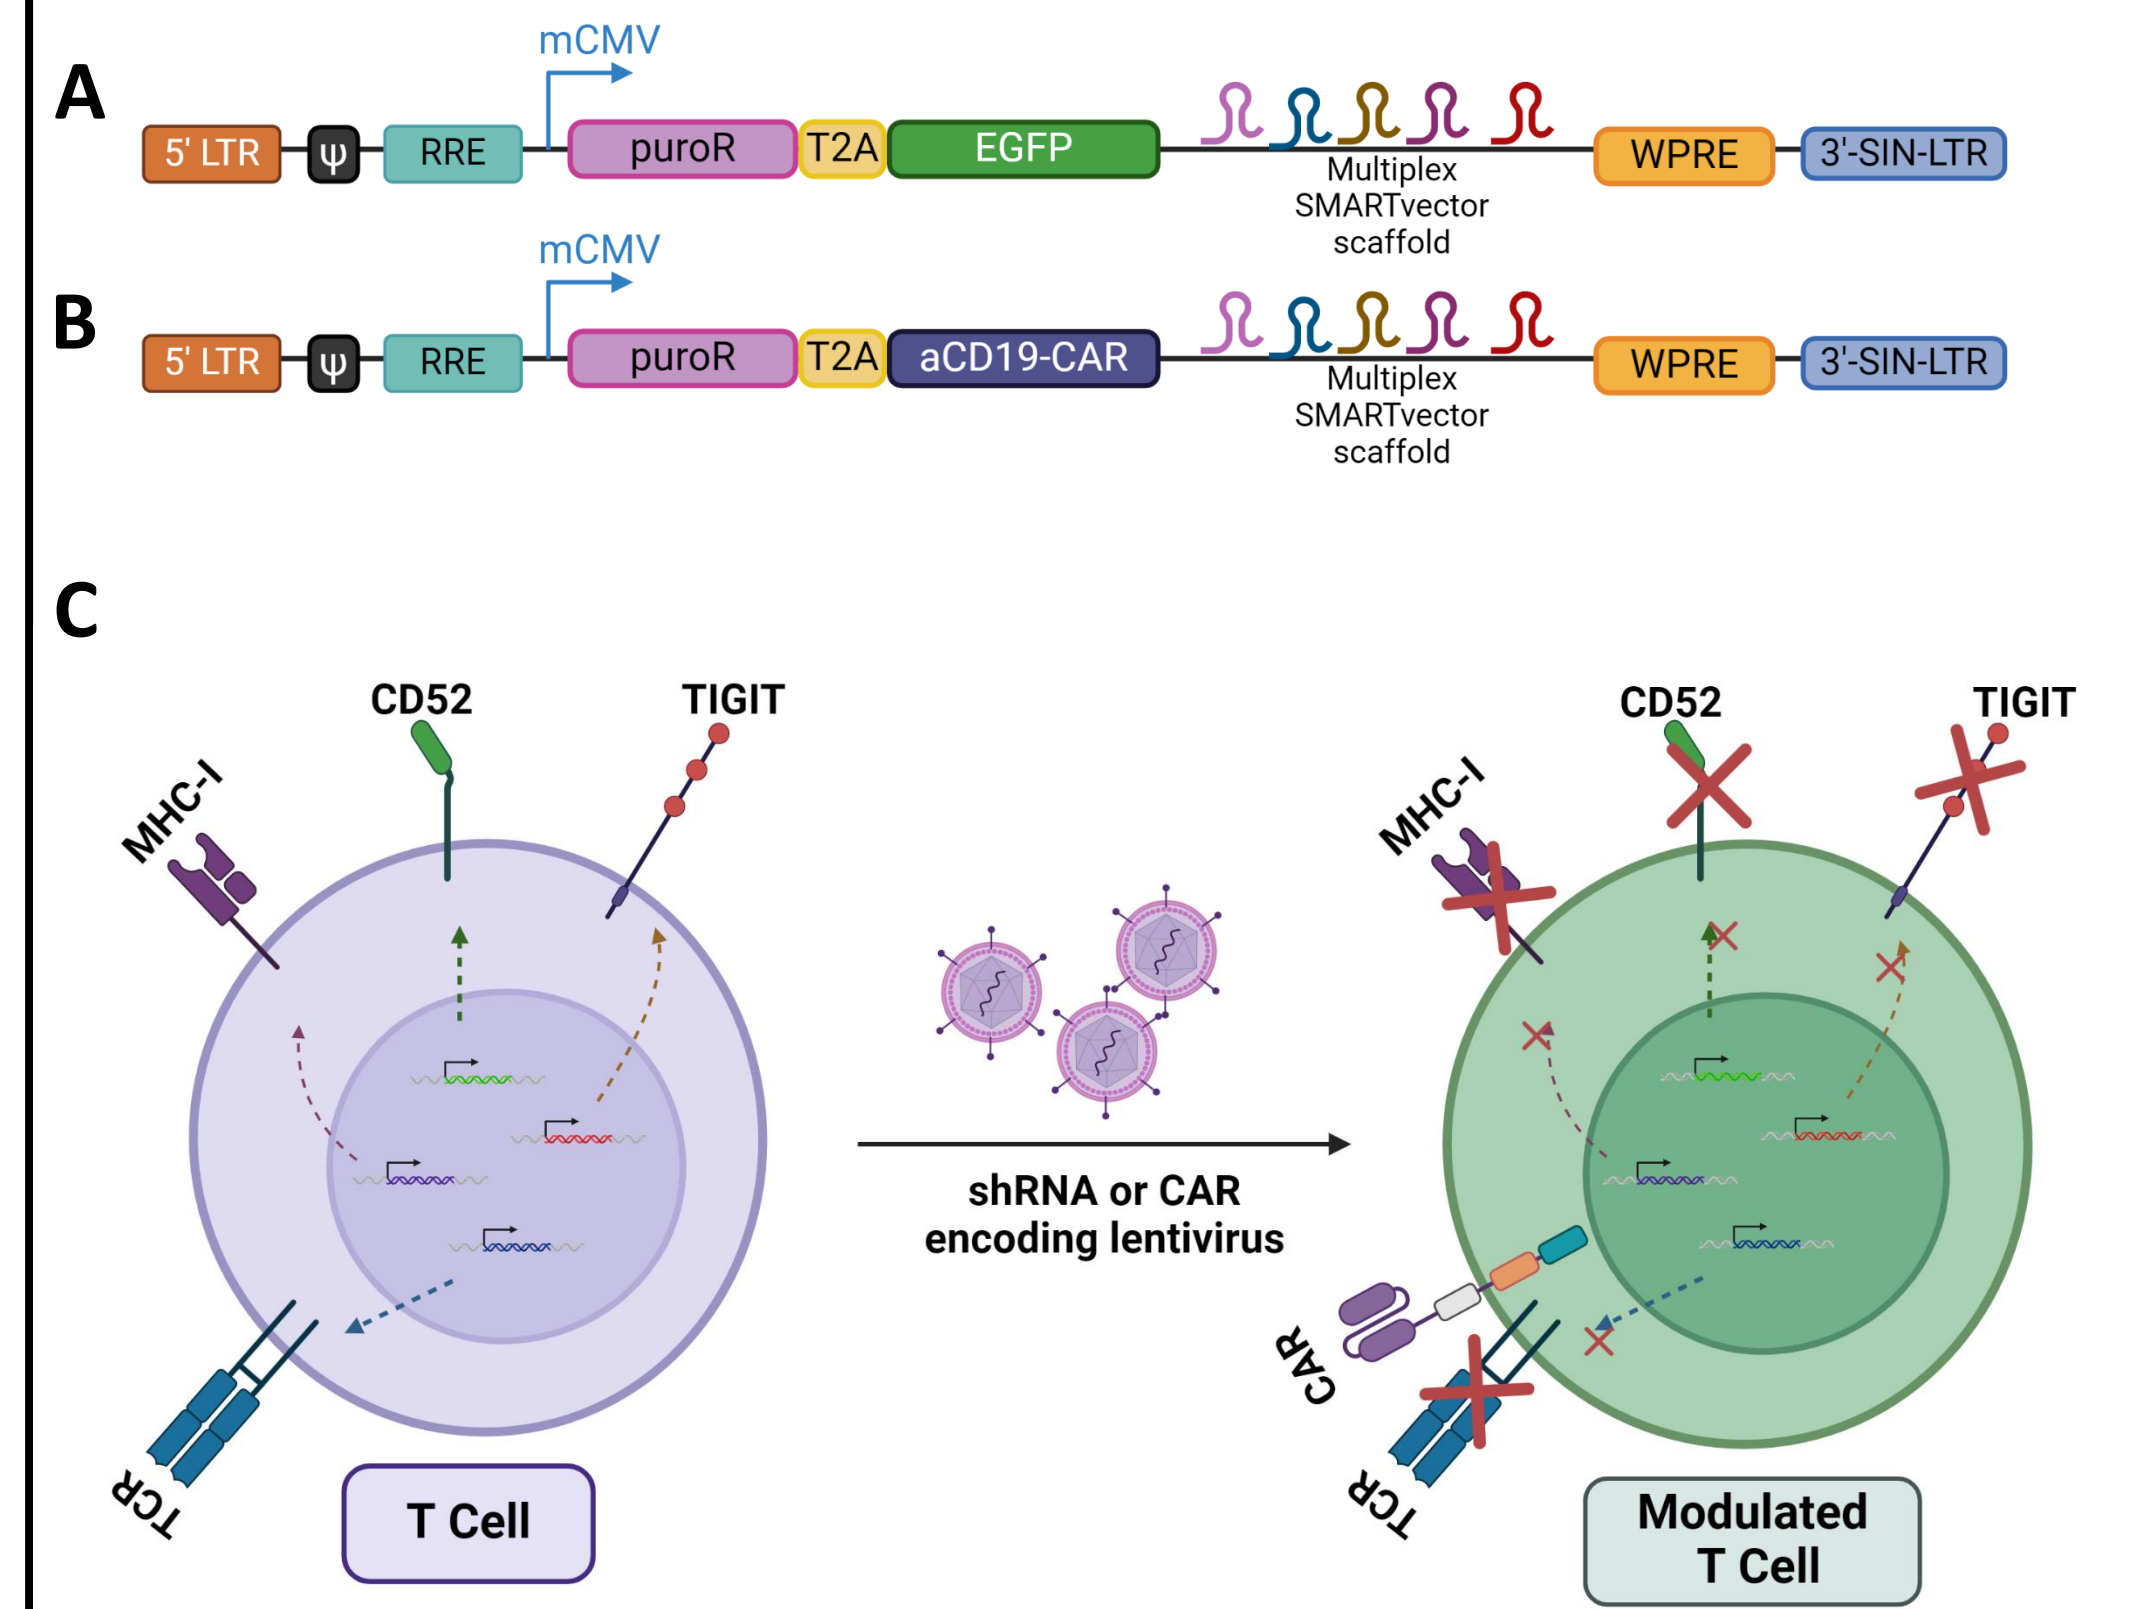 A
mCMV
5' LTR ψ RRE puroR T2A EGFP WPRE 3'-SIN-LTR
Multiplex
SMARTvector
scaffold
B
mCMV
5' LTR ψ RRE puroR T2A aCD19-CAR WPRE 3'-SIN-LTR
Multiplex
SMARTvector
scaffold
C
CD52 TIGIT
MHC-I
TCR
T Cell
shRNA or CAR
encoding lentivirus
CD52 TIGIT
MHC-I
CAR
TCR
Modulated
T Cell